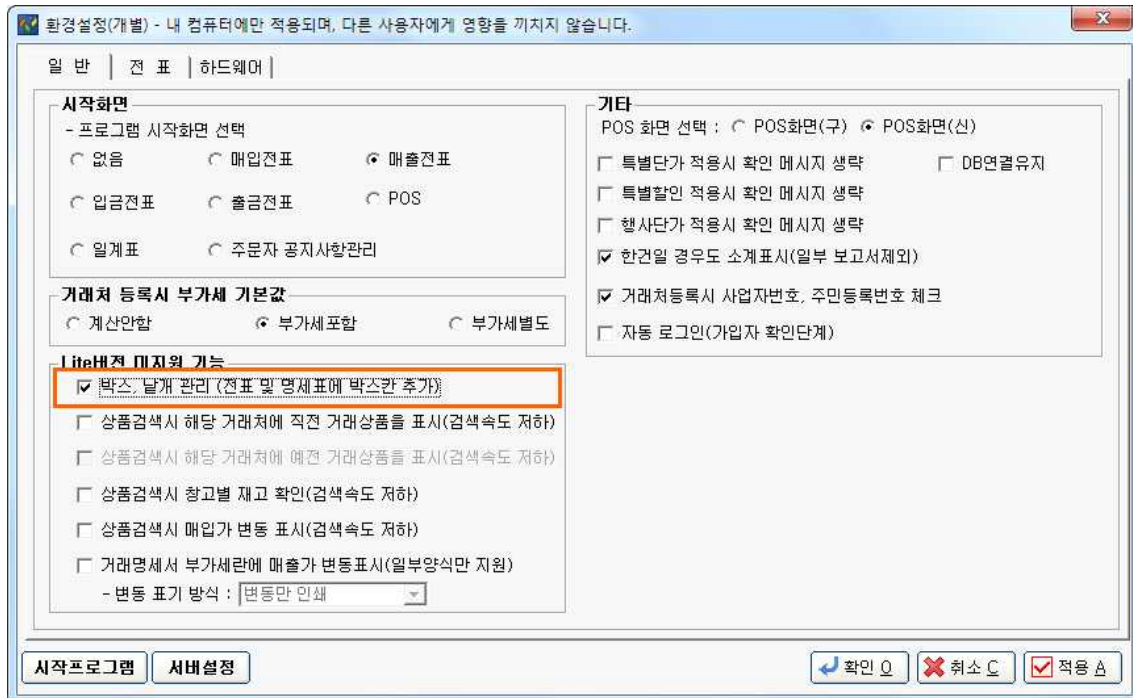 환경설정(개별) - 내 컴퓨터에만 적용되며, 다른 사용자에게 영향을 끼치지 않습니다.
일 반 | 전 표 | 하드웨어 |
시작화면
- 프로그램 시작화면 선택
없음 매입전표 매출전표
입금전표 출금전표 POS
일계표 주문자 공지사항관리
거래처 등록시 부가세 기본값
계산안함 부가세포함 부가세별도
Lite버전 미지원 기능
박스, 낱개 관리 (전표 및 명세표에 박스칸 추가)
상품검색시 해당 거래처에 직전 거래상품을 표시(검색속도 저하)
상품검색시 해당 거래처에 예전 거래상품을 표시(검색속도 저하)
상품검색시 창고별 재고 확인(검색속도 저하)
상품검색시 매입가 변동 표시(검색속도 저하)
거래명세서 부가세란에 매출가 변동표시(일부양식만 지원)
- 변동 표기 방식 : 변동만 인쇄
기타
POS 화면 선택 : POS화면(구) POS화면(신)
특별단가 적용시 확인 메시지 생략 DB연결유지
특별할인 적용시 확인 메시지 생략
행사단가 적용시 확인 메시지 생략
한건일 경우도 소계표시(일부 보고서제외)
거래처등록시 사업자번호, 주민등록번호 체크
자동 로그인(가입자 확인단계)
시작프로그램 서버설정 확인 O 취소 C 적용 A